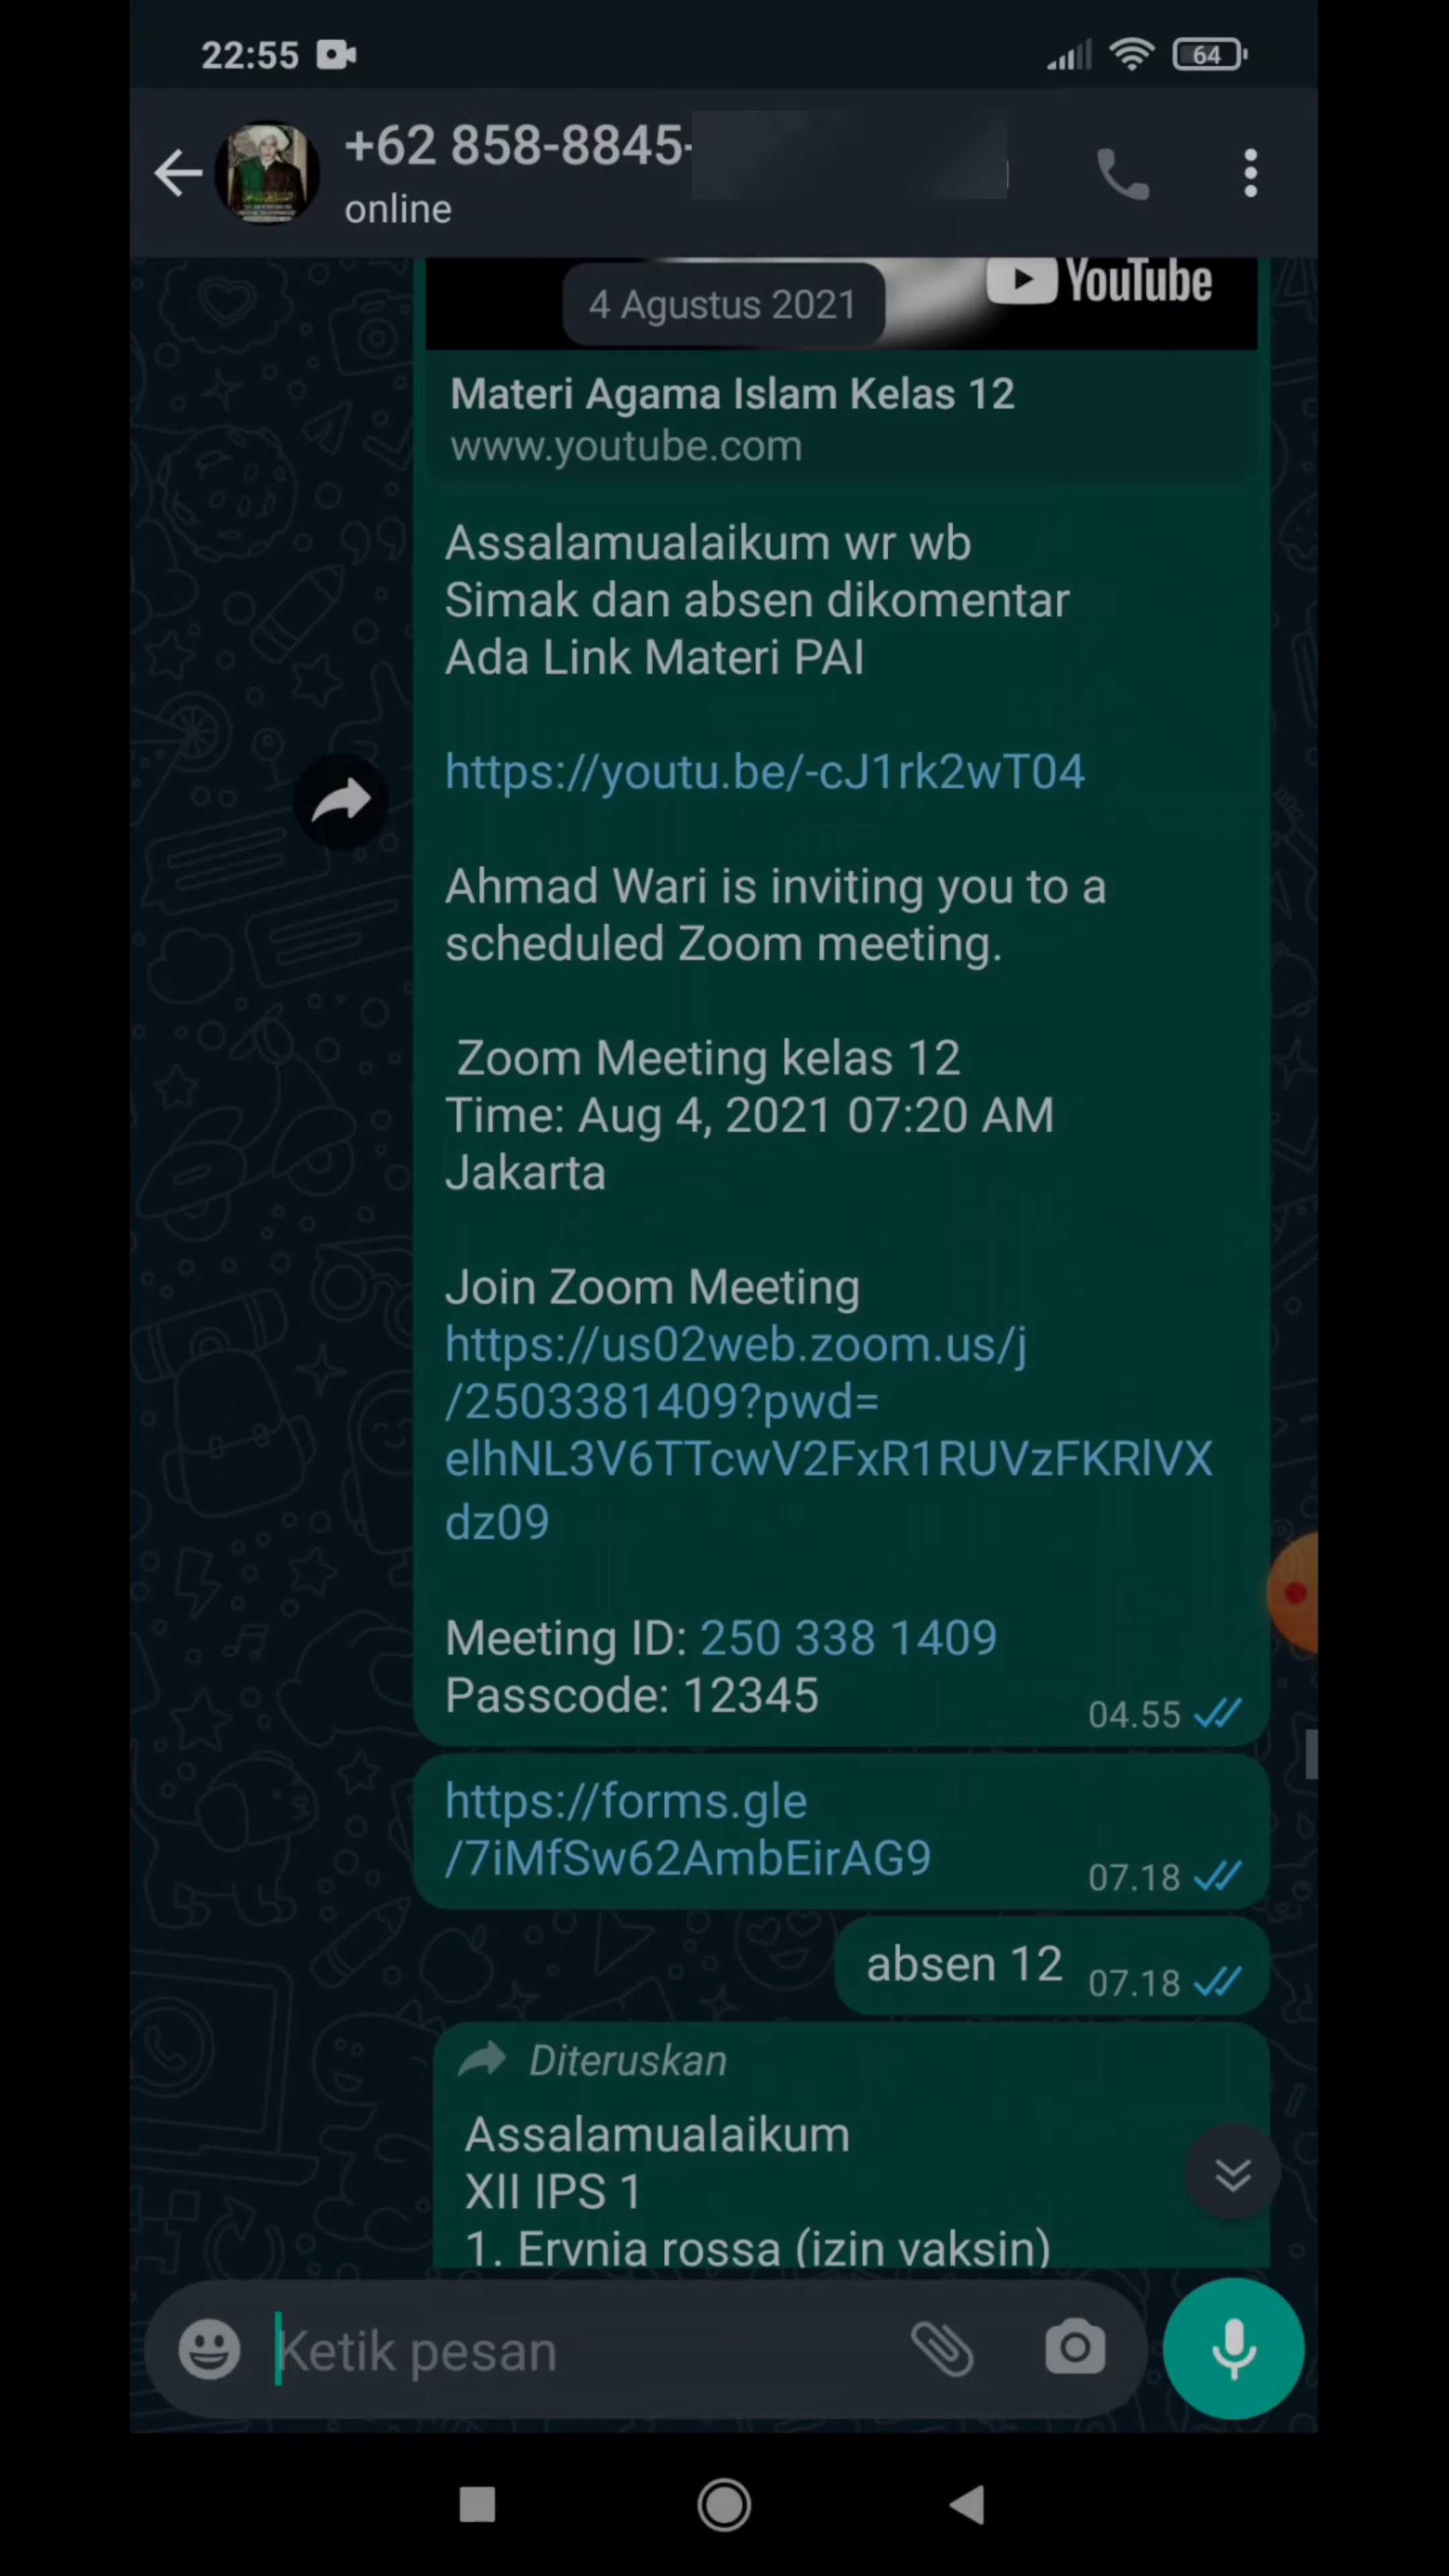 22:55
64
+62 858-8845-
online
YouTube
4 Agustus 2021
Materi Agama Islam Kelas 12
www.youtube.com
Assalamualaikum wr wb
Simak dan absen dikomentar
Ada Link Materi PAI
https://youtu.be/-cJ1rk2wT04
Ahmad Wari is inviting you to a
scheduled Zoom meeting.
Zoom Meeting kelas 12
Time: Aug 4, 2021 07:20 AM
Jakarta
Join Zoom Meeting
https://us02web.zoom.us/j
/2503381409?pwd=
elhNL3V6TTcwV2FxR1RUVzFKRlVX
dz09
Meeting ID: 250 338 1409
Passcode: 12345
04.55
https://forms.gle
/7iMfSw62AmbEirAG9
07.18
absen 12 07.18
Diteruskan
Assalamualaikum
XII IPS 1
1. Ervnia rossa (izin vaksin)
Ketik pesan